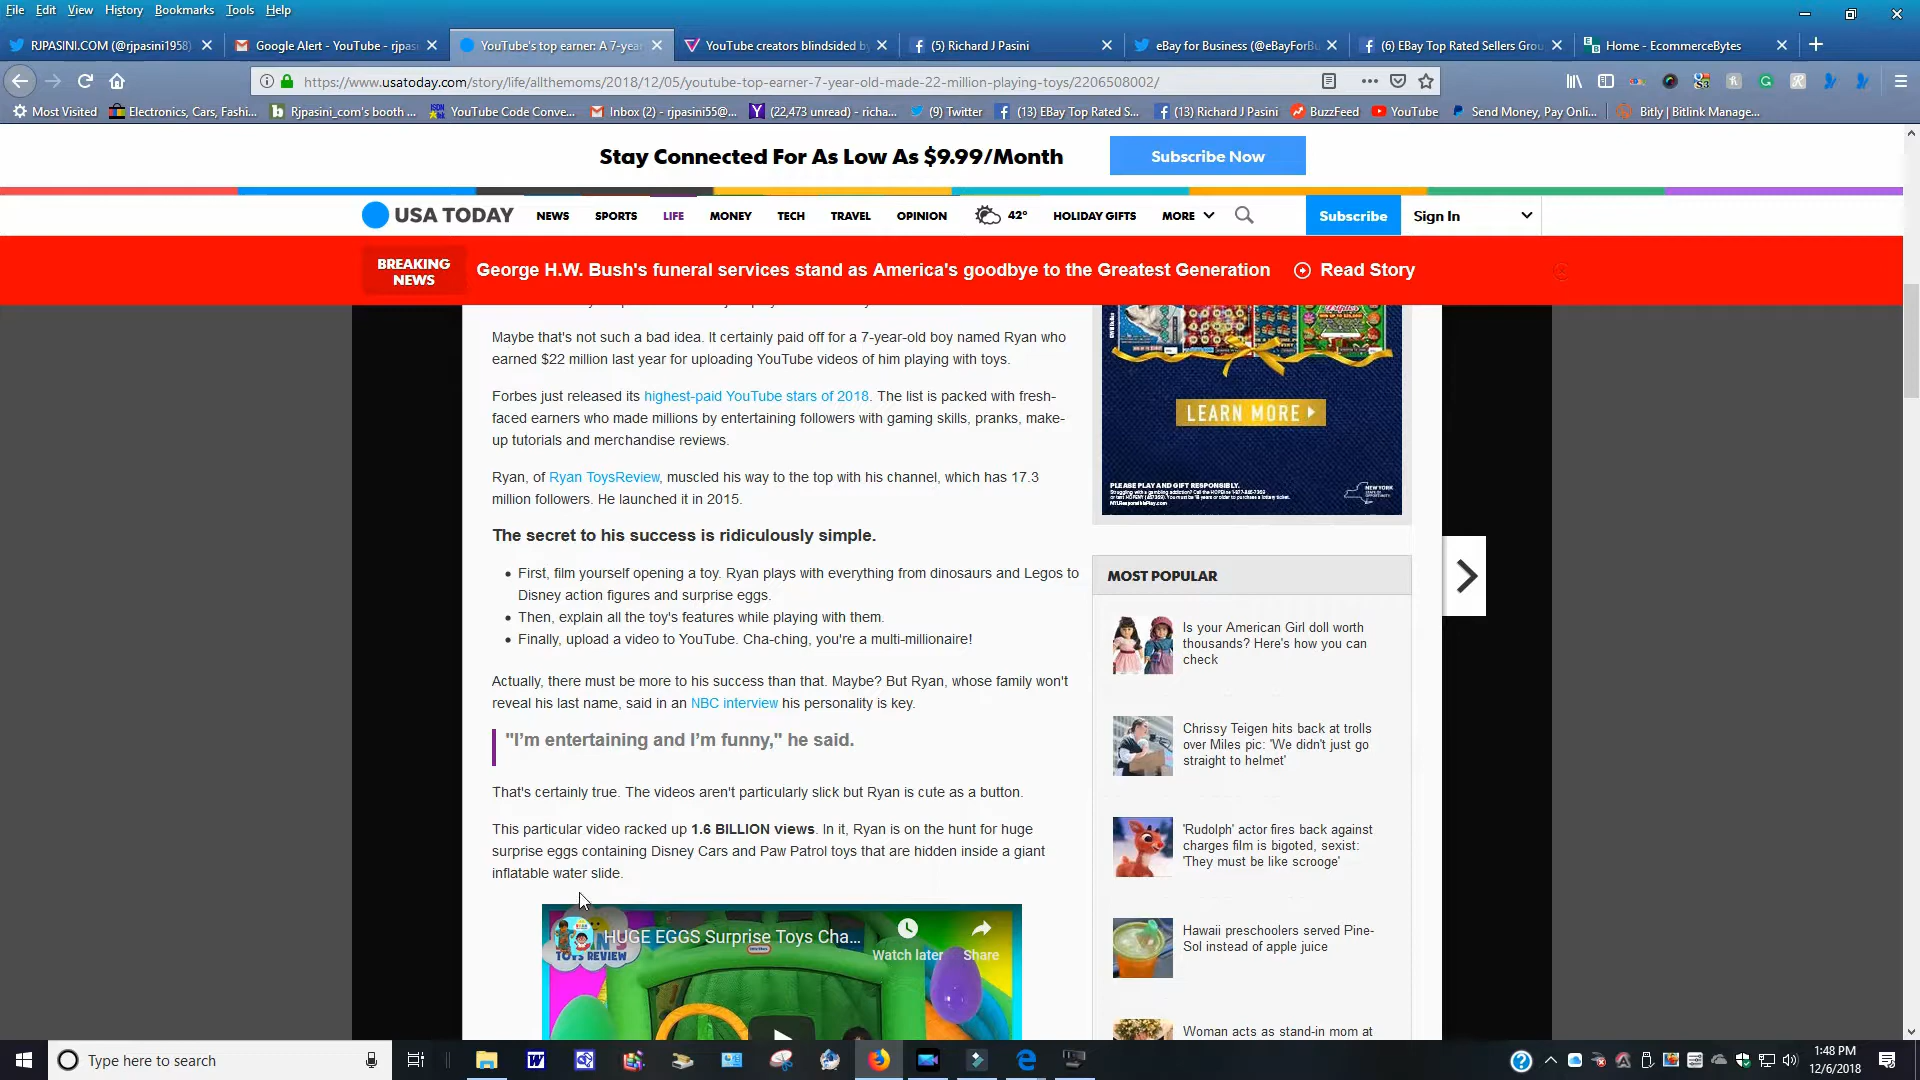 File Edit View History Bookmarks Tools Help
RJPASINI.COM (@rjpasini1958)
Google Alert - YouTube - rjpas
YouTube's top earner: A 7-yea
YouTube creators blindsided b
(5) Richard J Pasini
eBay for Business (@eBayForBu
(6) EBay Top Rated Sellers Grou
Home - EcommerceBytes
https://www.usatoday.com/story/life/allthemoms/2018/12/05/youtube-top-earner-7-year-old-made-22-million-playing-toys/2206508002/
Most Visited
Electronics, Cars, Fashi...
Rjpasini_com's booth ...
YouTube Code Conve...
Inbox (2) - rjpasini55@...
(22,473 unread) - richa...
(9) Twitter
(13) EBay Top Rated S...
(13) Richard J Pasini
BuzzFeed
YouTube
Send Money, Pay Onli...
Bitly | Bitlink Manage...
Stay Connected For As Low As $9.99/Month
Subscribe Now
USA TODAY
NEWS SPORTS LIFE MONEY TECH TRAVEL OPINION 42° HOLIDAY GIFTS MORE
Subscribe
Sign In
BREAKING
NEWS
George H.W. Bush's funeral services stand as America's goodbye to the Greatest Generation
Read Story
Maybe that's not such a bad idea. It certainly paid off for a 7-year-old boy named Ryan who
earned $22 million last year for uploading YouTube videos of him playing with toys.
Forbes just released its highest-paid YouTube stars of 2018. The list is packed with fresh-
faced earners who made millions by entertaining followers with gaming skills, pranks, make-
up tutorials and merchandise reviews.
Ryan, of Ryan ToysReview, muscled his way to the top with his channel, which has 17.3
million followers. He launched it in 2015.
The secret to his success is ridiculously simple.
• First, film yourself opening a toy. Ryan plays with everything from dinosaurs and Legos to
Disney action figures and surprise eggs.
• Then, explain all the toy's features while playing with them.
• Finally, upload a video to YouTube. Cha-ching, you're a multi-millionaire!
Actually, there must be more to his success than that. Maybe? But Ryan, whose family won't
reveal his last name, said in an NBC interview his personality is key.
"I'm entertaining and I'm funny," he said.
That's certainly true. The videos aren't particularly slick but Ryan is cute as a button.
This particular video racked up 1.6 BILLION views. In it, Ryan is on the hunt for huge
surprise eggs containing Disney Cars and Paw Patrol toys that are hidden inside a giant
inflatable water slide.
HUGE EGGS Surprise Toys Cha...
Watch later
Share
TOYS REVIEW
LEARN MORE
PLEASE PLAY AND GIFT RESPONSIBLY.
NEW YORK
MOST POPULAR
Is your American Girl doll worth
thousands? Here's how you can
check
Chrissy Teigen hits back at trolls
over Miles pic: 'We didn't just go
straight to helmet'
'Rudolph' actor fires back against
charges film is bigoted, sexist:
'They must be like scrooge'
Hawaii preschoolers served Pine-
Sol instead of apple juice
Woman acts as stand-in mom at
Type here to search
1:48 PM
12/6/2018